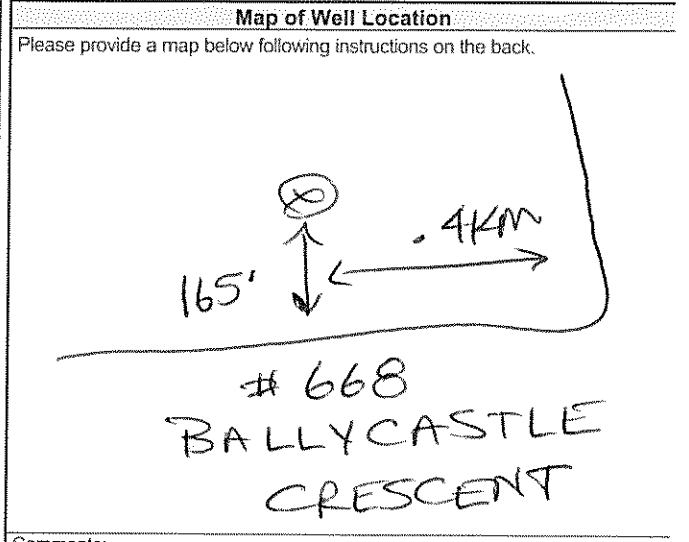 Map of Well Location
Please provide a map below following instructions on the back.
.4KM
165'
# 668
BALLYCASTLE
CRESCENT
Comments: